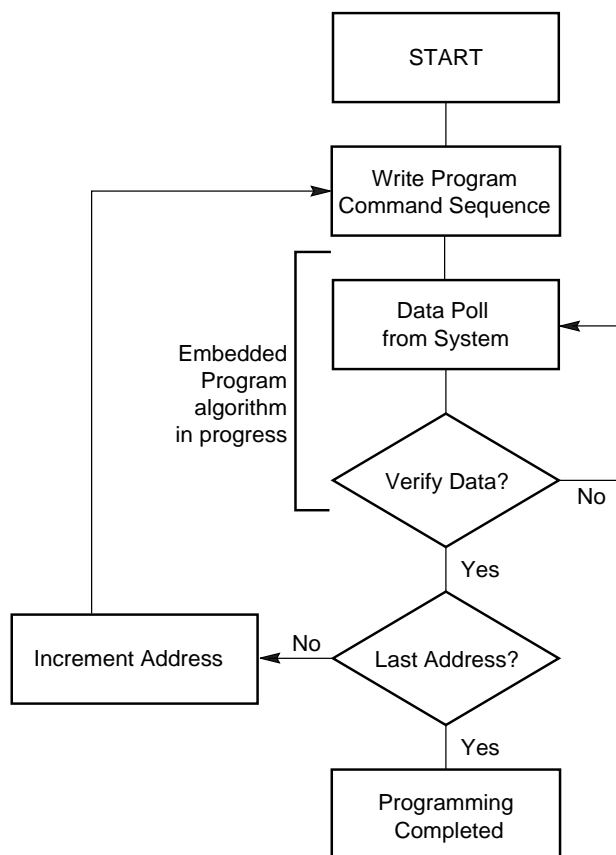 START
Write Program
Command Sequence
Data Poll
from System
Embedded
Program
algorithm
in progress
Verify Data?
No
Yes
Increment Address
No
Last Address?
Yes
Programming
Completed